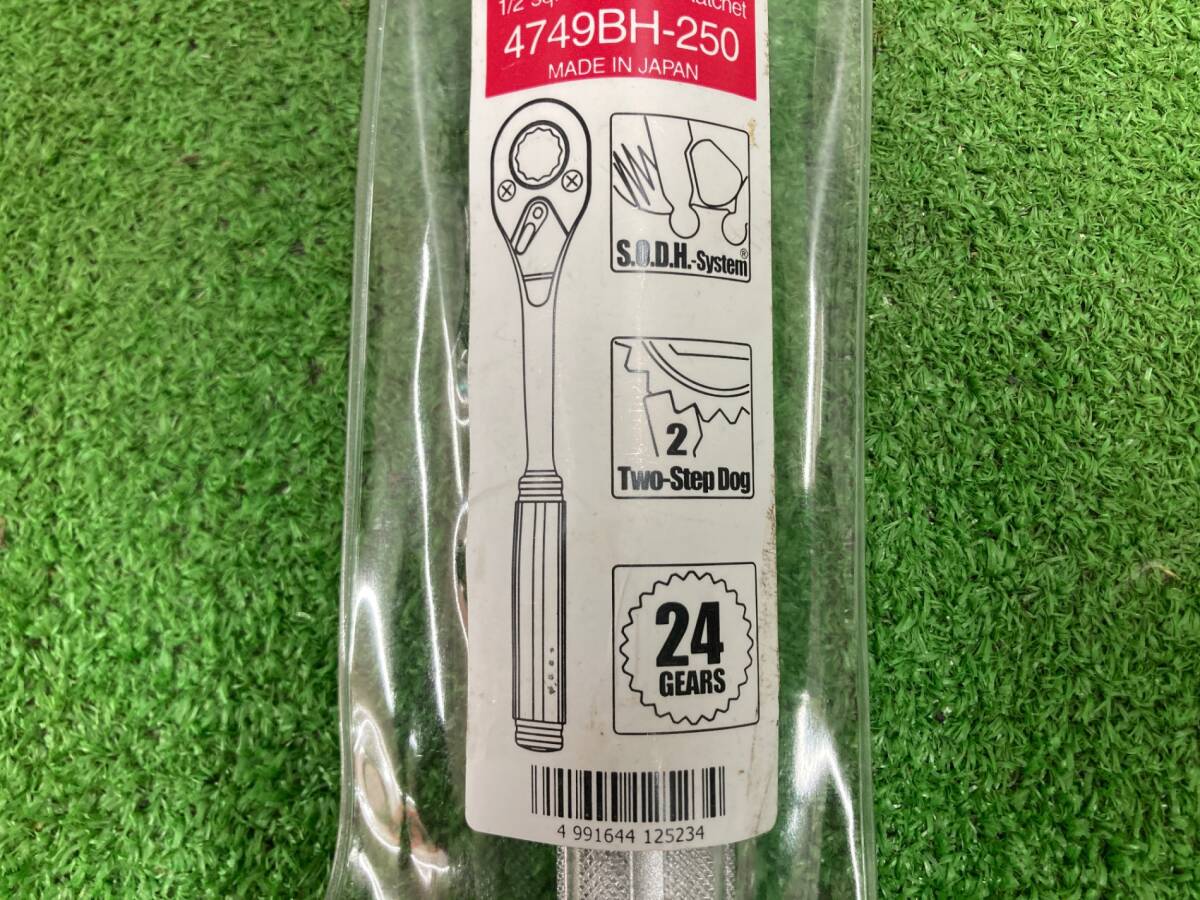 4749BH-250
MADE IN JAPAN
S.O.D.H.-System®
2
Two-Step Dog
24
GEARS
4 991644 125234